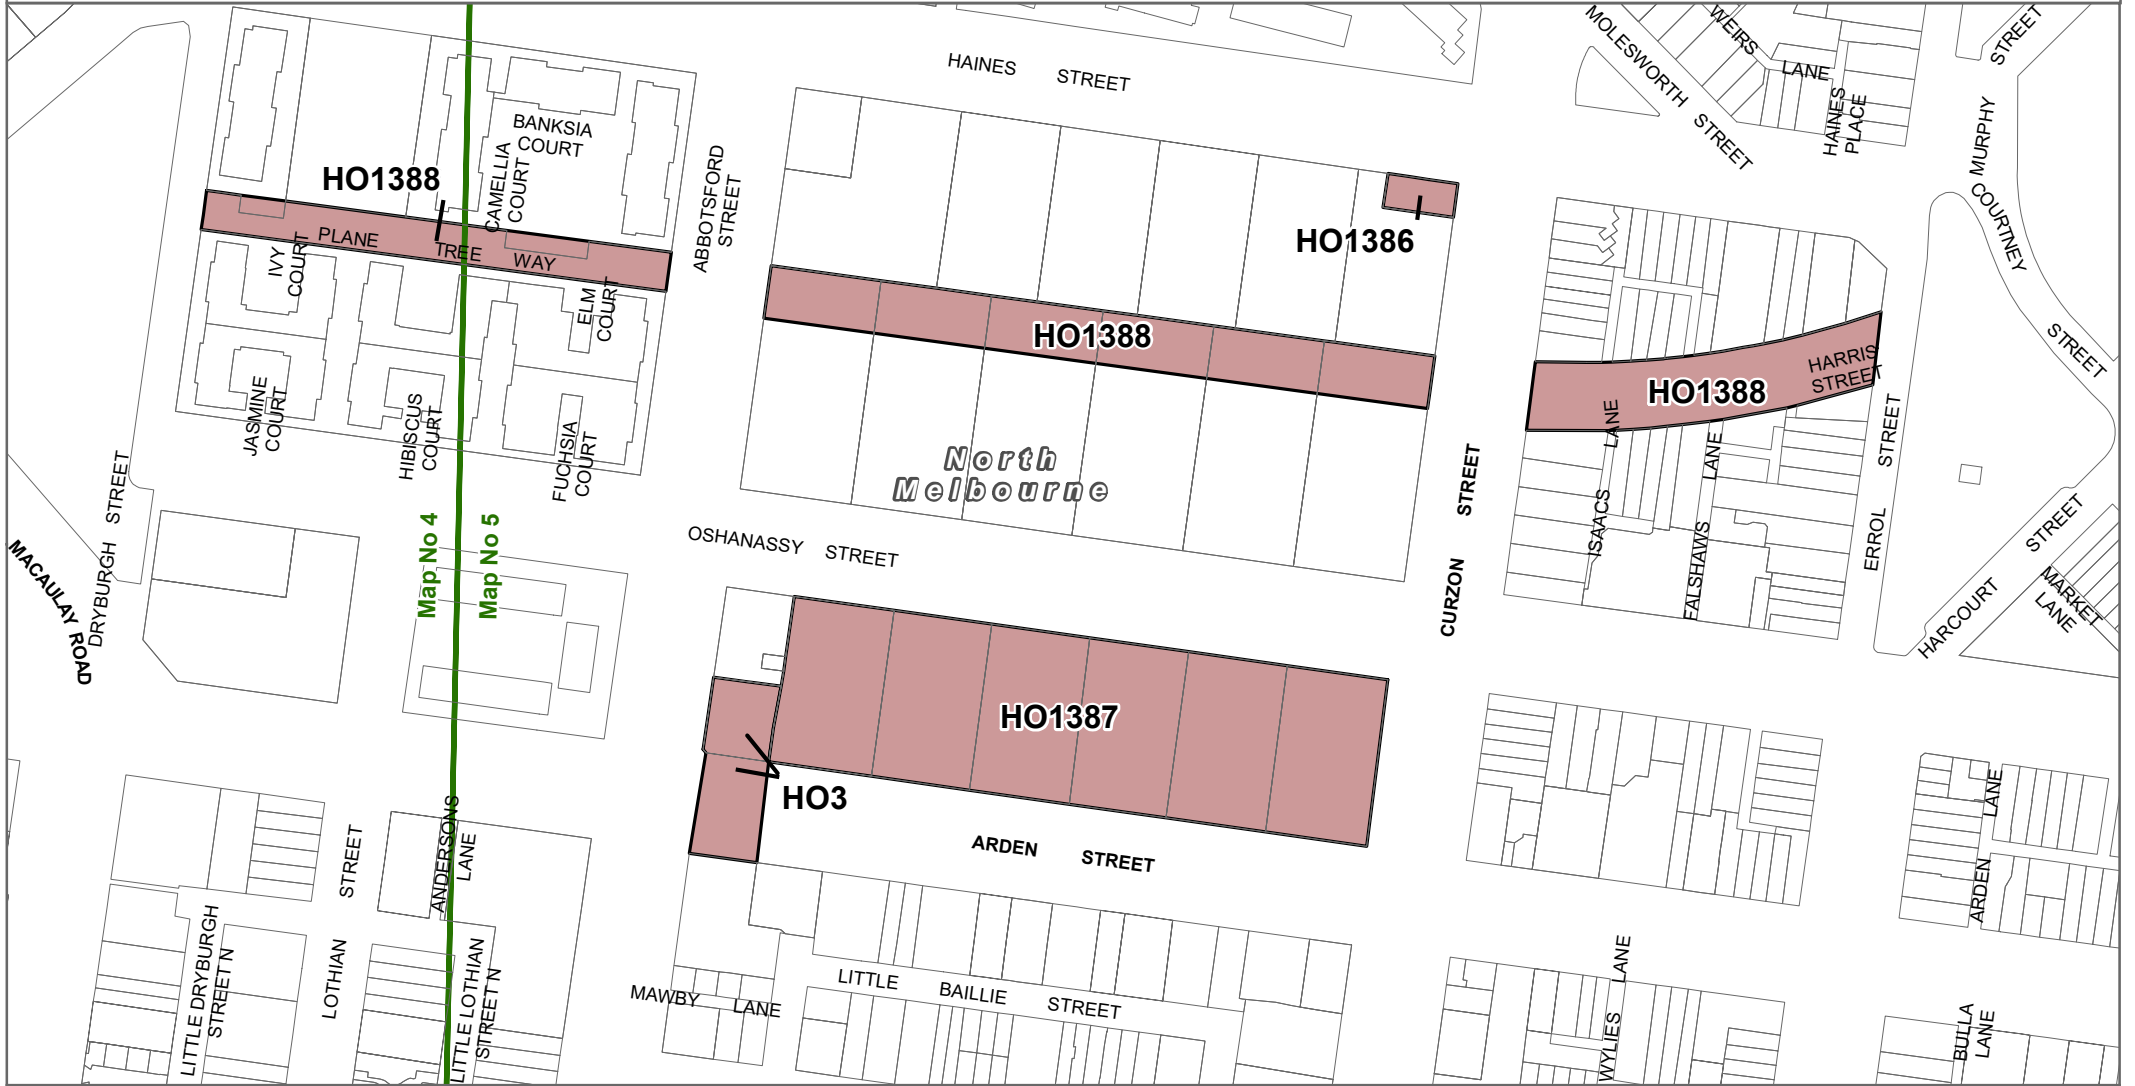 HAINES STREET
MOLESWORTH STREET
WEIRS
LANE
HAINES
PLACE
MURPHY STREET
COURTNEY STREET
BANKSIA
COURT
CAMELLIA
COURT
HO1388
PLANE TREE WAY
IVY
COURT
ELM
COURT
JASMINE
COURT
HIBISCUS
COURT
FUCHSIA
COURT
ABBOTSFORD
STREET
HO1386
HO1388
HO1388
HARRIS
STREET
North
Melbourne
ISAACS LANE
FALSHAWS LANE
ERROL STREET
CURZON STREET
HARCOURT STREET
MARKET
LANE
OSHANASSY STREET
DRYBURGH STREET
MACAULAY ROAD
Map No 4
Map No 5
HO1387
HO3
ARDEN STREET
ANDERSONS
LANE
LOTHIAN STREET
LITTLE DRYBURGH
STREET N
LITTLE LOTHIAN
STREET N
MAWBY LANE
LITTLE BAILLIE STREET
WYLIES LANE
ARDEN LANE
BULLA
LANE